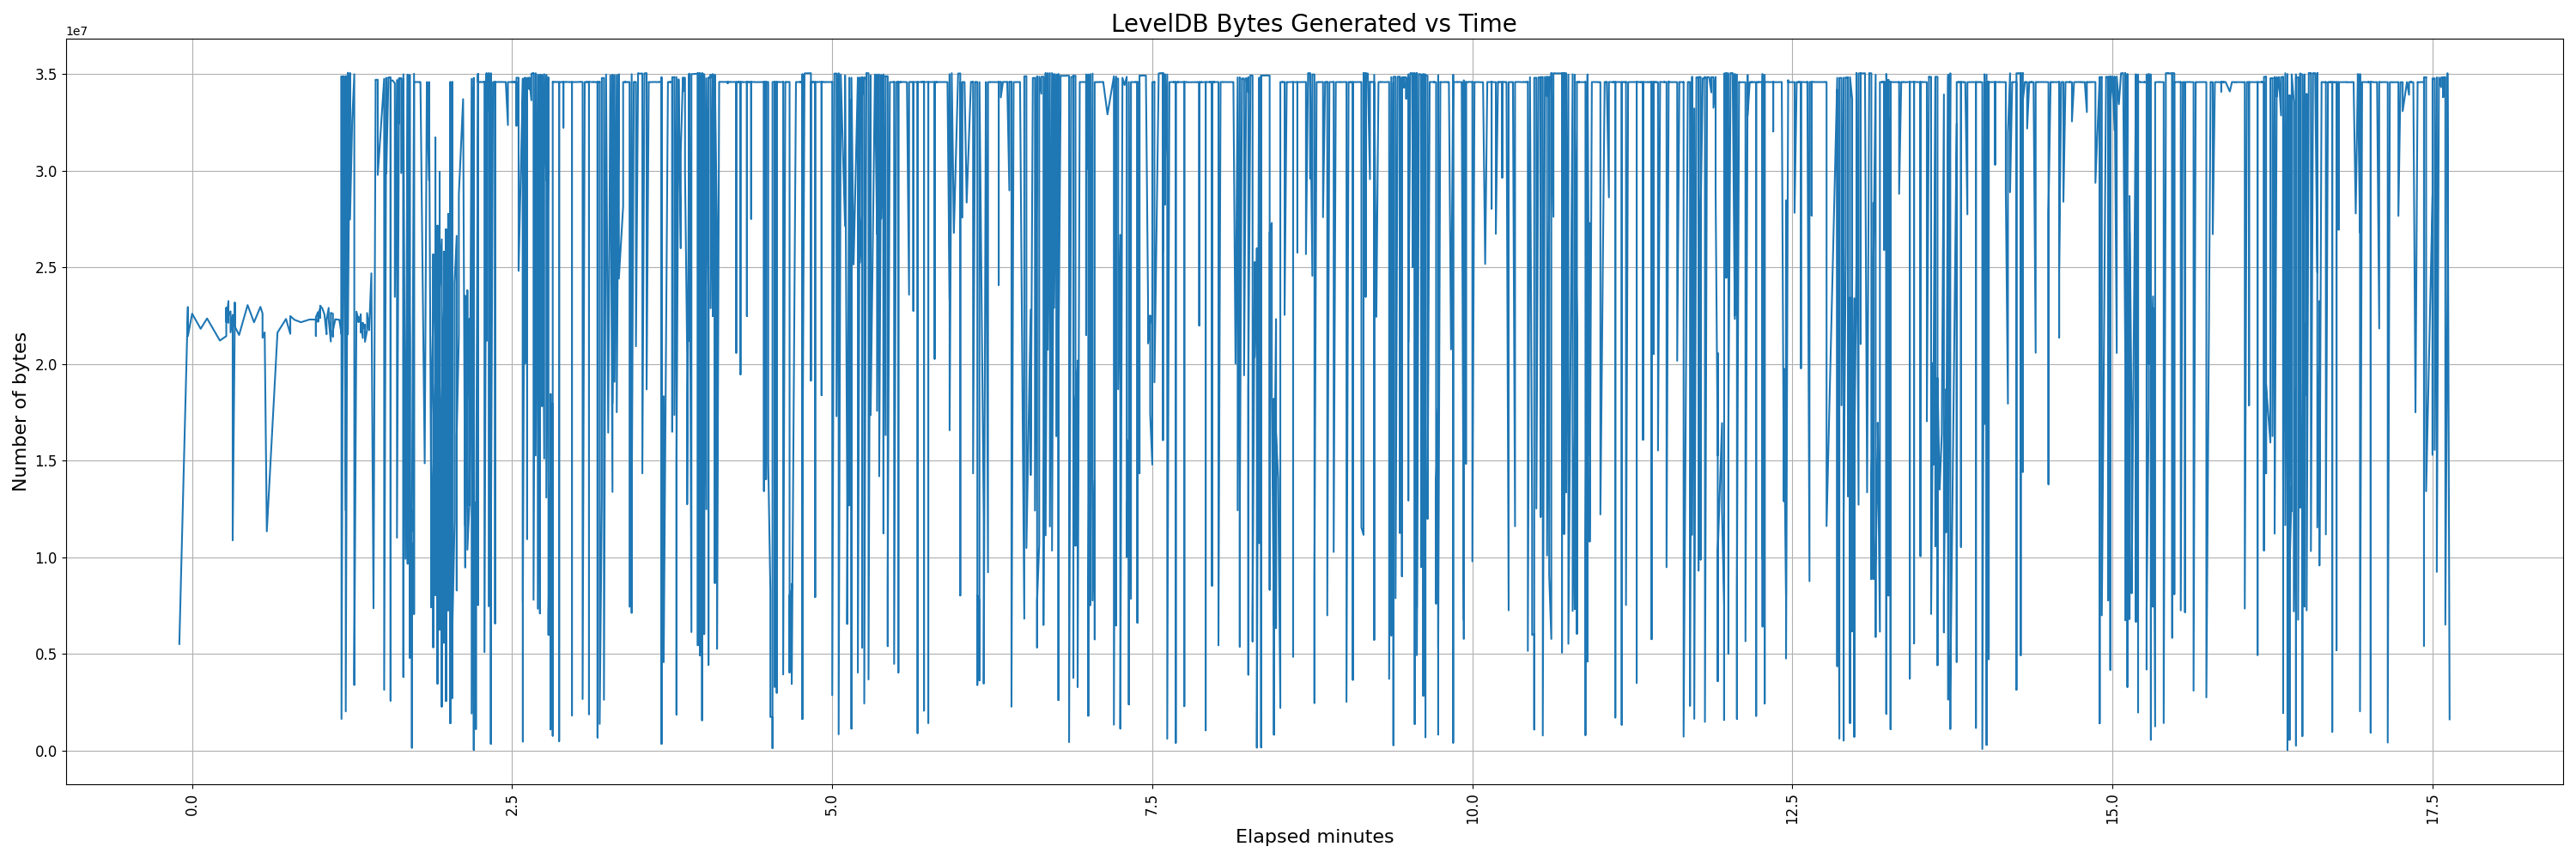 LevelDB Bytes Generated vs Time
1e7
3.5
3.0
2.5
2.0
1.5
1.0
0.5
0.0
Number of bytes
0.0 2.5 5.0 7.5 10.0 12.5 15.0 17.5
Elapsed minutes